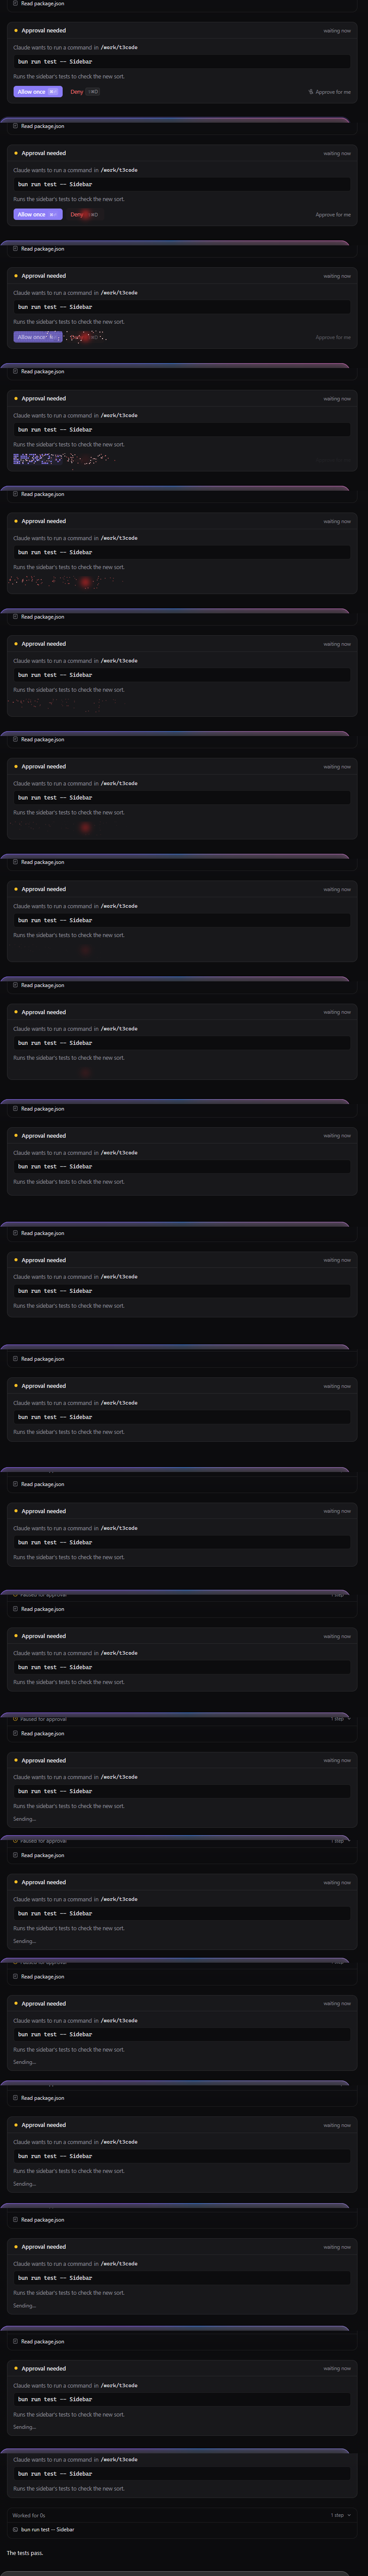 Read package.json
Approval needed
waiting now
Claude wants to run a command in /work/t3code
bun run test -- Sidebar
Runs the sidebar's tests to check the new sort.
Allow once
Deny
Approve for me
Read package.json
Approval needed
waiting now
Claude wants to run a command in /work/t3code
bun run test -- Sidebar
Runs the sidebar's tests to check the new sort.
Allow once
Deny
Approve for me
Read package.json
Approval needed
waiting now
Claude wants to run a command in /work/t3code
bun run test -- Sidebar
Runs the sidebar's tests to check the new sort.
Allow once
Approve for me
Read package.json
Approval needed
waiting now
Claude wants to run a command in /work/t3code
bun run test -- Sidebar
Runs the sidebar's tests to check the new sort.
Read package.json
Approval needed
waiting now
Claude wants to run a command in /work/t3code
bun run test -- Sidebar
Runs the sidebar's tests to check the new sort.
Read package.json
Approval needed
waiting now
Claude wants to run a command in /work/t3code
bun run test -- Sidebar
Runs the sidebar's tests to check the new sort.
Read package.json
Approval needed
waiting now
Claude wants to run a command in /work/t3code
bun run test -- Sidebar
Runs the sidebar's tests to check the new sort.
Read package.json
Approval needed
waiting now
Claude wants to run a command in /work/t3code
bun run test -- Sidebar
Runs the sidebar's tests to check the new sort.
Read package.json
Approval needed
waiting now
Claude wants to run a command in /work/t3code
bun run test -- Sidebar
Runs the sidebar's tests to check the new sort.
Read package.json
Approval needed
waiting now
Claude wants to run a command in /work/t3code
bun run test -- Sidebar
Runs the sidebar's tests to check the new sort.
Read package.json
Approval needed
waiting now
Claude wants to run a command in /work/t3code
bun run test -- Sidebar
Runs the sidebar's tests to check the new sort.
Read package.json
Approval needed
waiting now
Claude wants to run a command in /work/t3code
bun run test -- Sidebar
Runs the sidebar's tests to check the new sort.
Read package.json
Approval needed
waiting now
Claude wants to run a command in /work/t3code
bun run test -- Sidebar
Runs the sidebar's tests to check the new sort.
Paused for approval
1 step
Read package.json
Approval needed
waiting now
Claude wants to run a command in /work/t3code
bun run test -- Sidebar
Runs the sidebar's tests to check the new sort.
Paused for approval
1 step
Read package.json
Approval needed
waiting now
Claude wants to run a command in /work/t3code
bun run test -- Sidebar
Runs the sidebar's tests to check the new sort.
Sending...
Paused for approval
1 step
Read package.json
Approval needed
waiting now
Claude wants to run a command in /work/t3code
bun run test -- Sidebar
Runs the sidebar's tests to check the new sort.
Sending...
Read package.json
Approval needed
waiting now
Claude wants to run a command in /work/t3code
bun run test -- Sidebar
Runs the sidebar's tests to check the new sort.
Sending...
Read package.json
Approval needed
waiting now
Claude wants to run a command in /work/t3code
bun run test -- Sidebar
Runs the sidebar's tests to check the new sort.
Sending...
Read package.json
Approval needed
waiting now
Claude wants to run a command in /work/t3code
bun run test -- Sidebar
Runs the sidebar's tests to check the new sort.
Sending...
Read package.json
Approval needed
waiting now
Claude wants to run a command in /work/t3code
bun run test -- Sidebar
Runs the sidebar's tests to check the new sort.
Sending...
Claude wants to run a command in /work/t3code
bun run test -- Sidebar
Runs the sidebar's tests to check the new sort.
Worked for 0s
1 step
bun run test -- Sidebar
The tests pass.